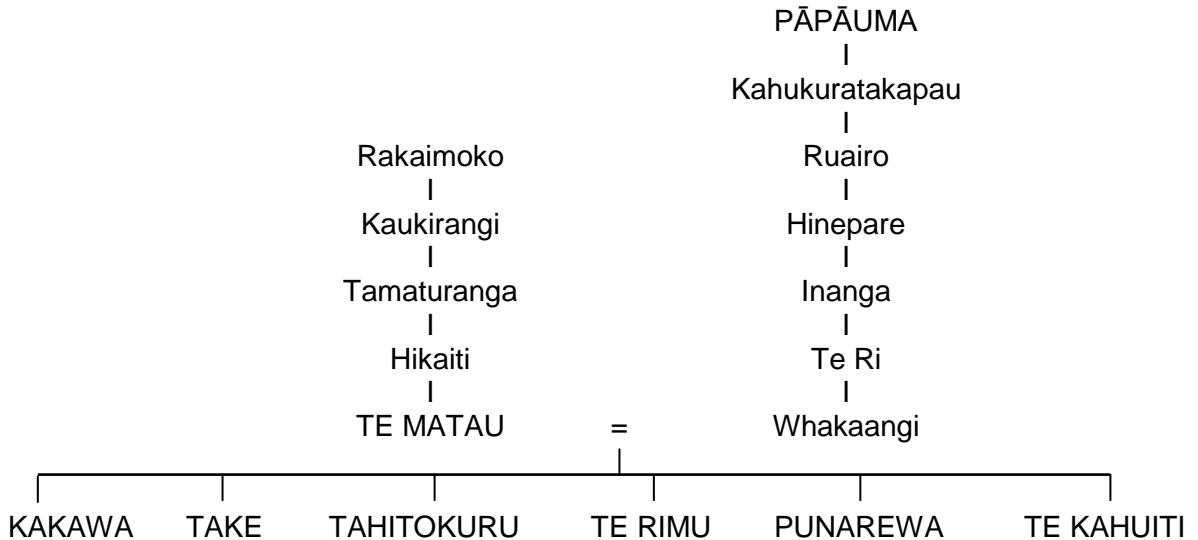 PĀPĀUMA
Kahukuratakapau
Rakaimoko Ruairo
Kaukirangi Hinepare
Tamaturanga Inanga
Hikaiti Te Ri
TE MATAU = Whakaangi
KAKAWA TAKE TAHITOKURU TE RIMU PUNAREWA TE KAHUITI